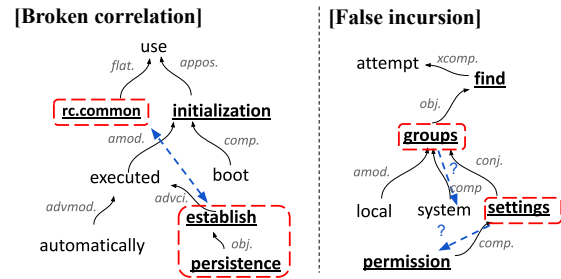 [Broken correlation]
use
flat.
appos.
rc.common
initialization
amod.
comp.
executed
boot
advmod.
advcl.
establish
automatically
obj.
persistence
[False incursion]
attempt
xcomp.
find
obj.
groups
?
amod.
conj.
comp
local
system
settings
?
comp.
permission